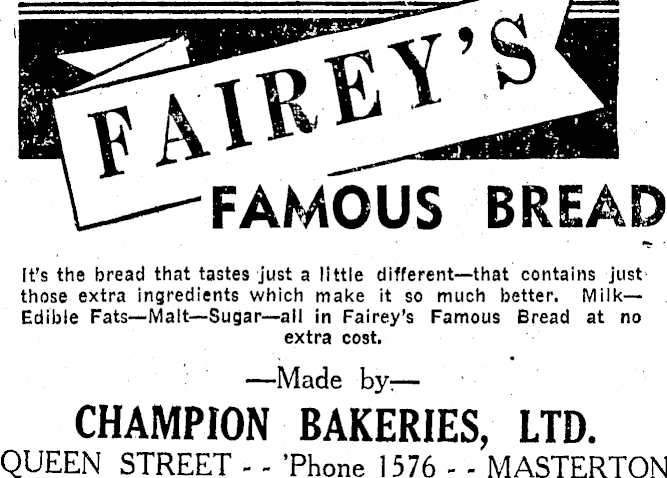 FAIREY'S
FAMOUS BREAD
It's the bread that tastes just a little different—that contains just
those extra ingredients which make it so much better. Milk—
Edible Fats—Malt—Sugar—all in Fairey's Famous Bread at no
extra cost.
—Made by—
CHAMPION BAKERIES, LTD.
QUEEN STREET - - 'Phone 1576 - - MASTERTON